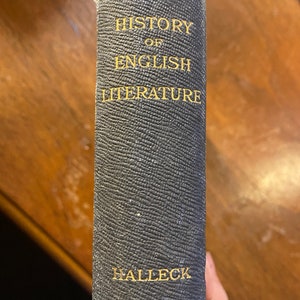 HISTORY
OF
ENGLISH
LITERATURE
HALLECK